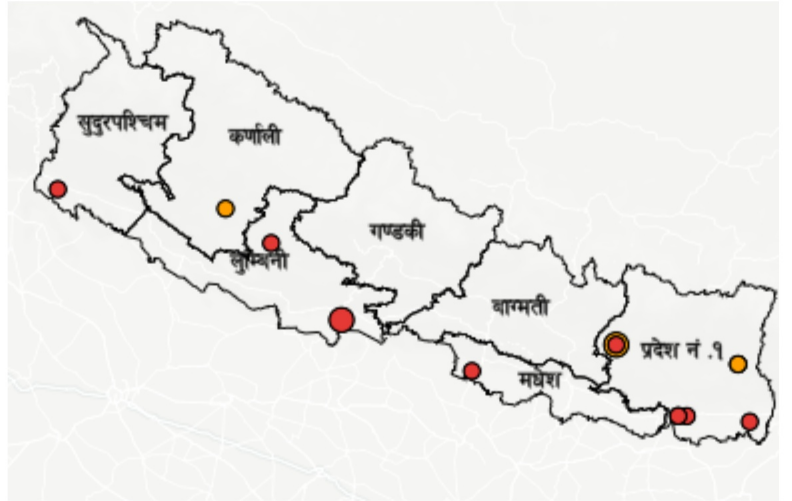 सुदुरपश्चिम
कर्णाली
गण्डकी
लुम्बिनी
बाग्मती
प्रदेश नं .१
मधेश